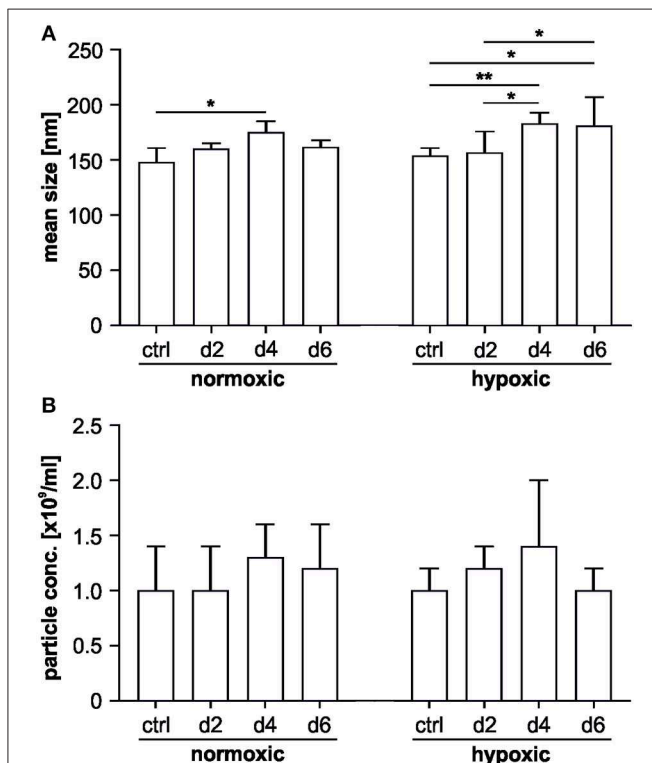 A
mean size [nm]
250
200
150
100
50
0
*
*
*
**
*
ctrl d2 d4 d6 ctrl d2 d4 d6
normoxic hypoxic
B
particle conc. [x10⁹/ml]
2.5
2.0
1.5
1.0
0.5
0
ctrl d2 d4 d6 ctrl d2 d4 d6
normoxic hypoxic